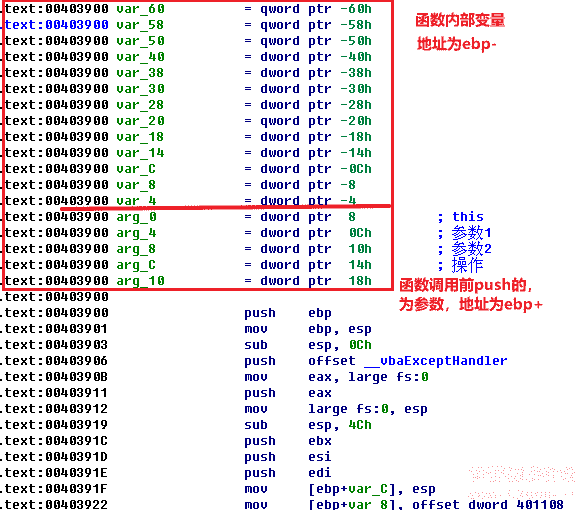 .text:00403900 var_60 = qword ptr -60h
text:00403900 var_58 = qword ptr -58h
.text:00403900 var_50 = qword ptr -50h
.text:00403900 var_40 = dword ptr -40h
.text:00403900 var_38 = dword ptr -38h
.text:00403900 var_30 = dword ptr -30h
.text:00403900 var_28 = dword ptr -28h
.text:00403900 var_20 = qword ptr -20h
.text:00403900 var_18 = dword ptr -18h
.text:00403900 var_14 = dword ptr -14h
.text:00403900 var_C = dword ptr -0Ch
.text:00403900 var_8 = dword ptr -8
.text:00403900 var_4 = dword ptr -4
函数内部变量
地址为ebp-
.text:00403900 arg_0 = dword ptr 8 ; this
.text:00403900 arg_4 = dword ptr 0Ch ; 参数1
.text:00403900 arg_8 = dword ptr 10h ; 参数2
.text:00403900 arg_C = dword ptr 14h ; 操作
.text:00403900 arg_10 = dword ptr 18h
函数调用前push的，
为参数，地址为ebp+
.text:00403900
.text:00403900 push ebp
.text:00403901 mov ebp, esp
.text:00403903 sub esp, 0Ch
.text:00403906 push offset __vbaExceptHandler
.text:0040390B mov eax, large fs:0
.text:00403911 push eax
.text:00403912 mov large fs:0, esp
.text:00403919 sub esp, 4Ch
.text:0040391C push ebx
.text:0040391D push esi
.text:0040391E push edi
.text:0040391F mov [ebp+var_C], esp
.text:00403922 mov [ebp+var_8], offset dword_401108